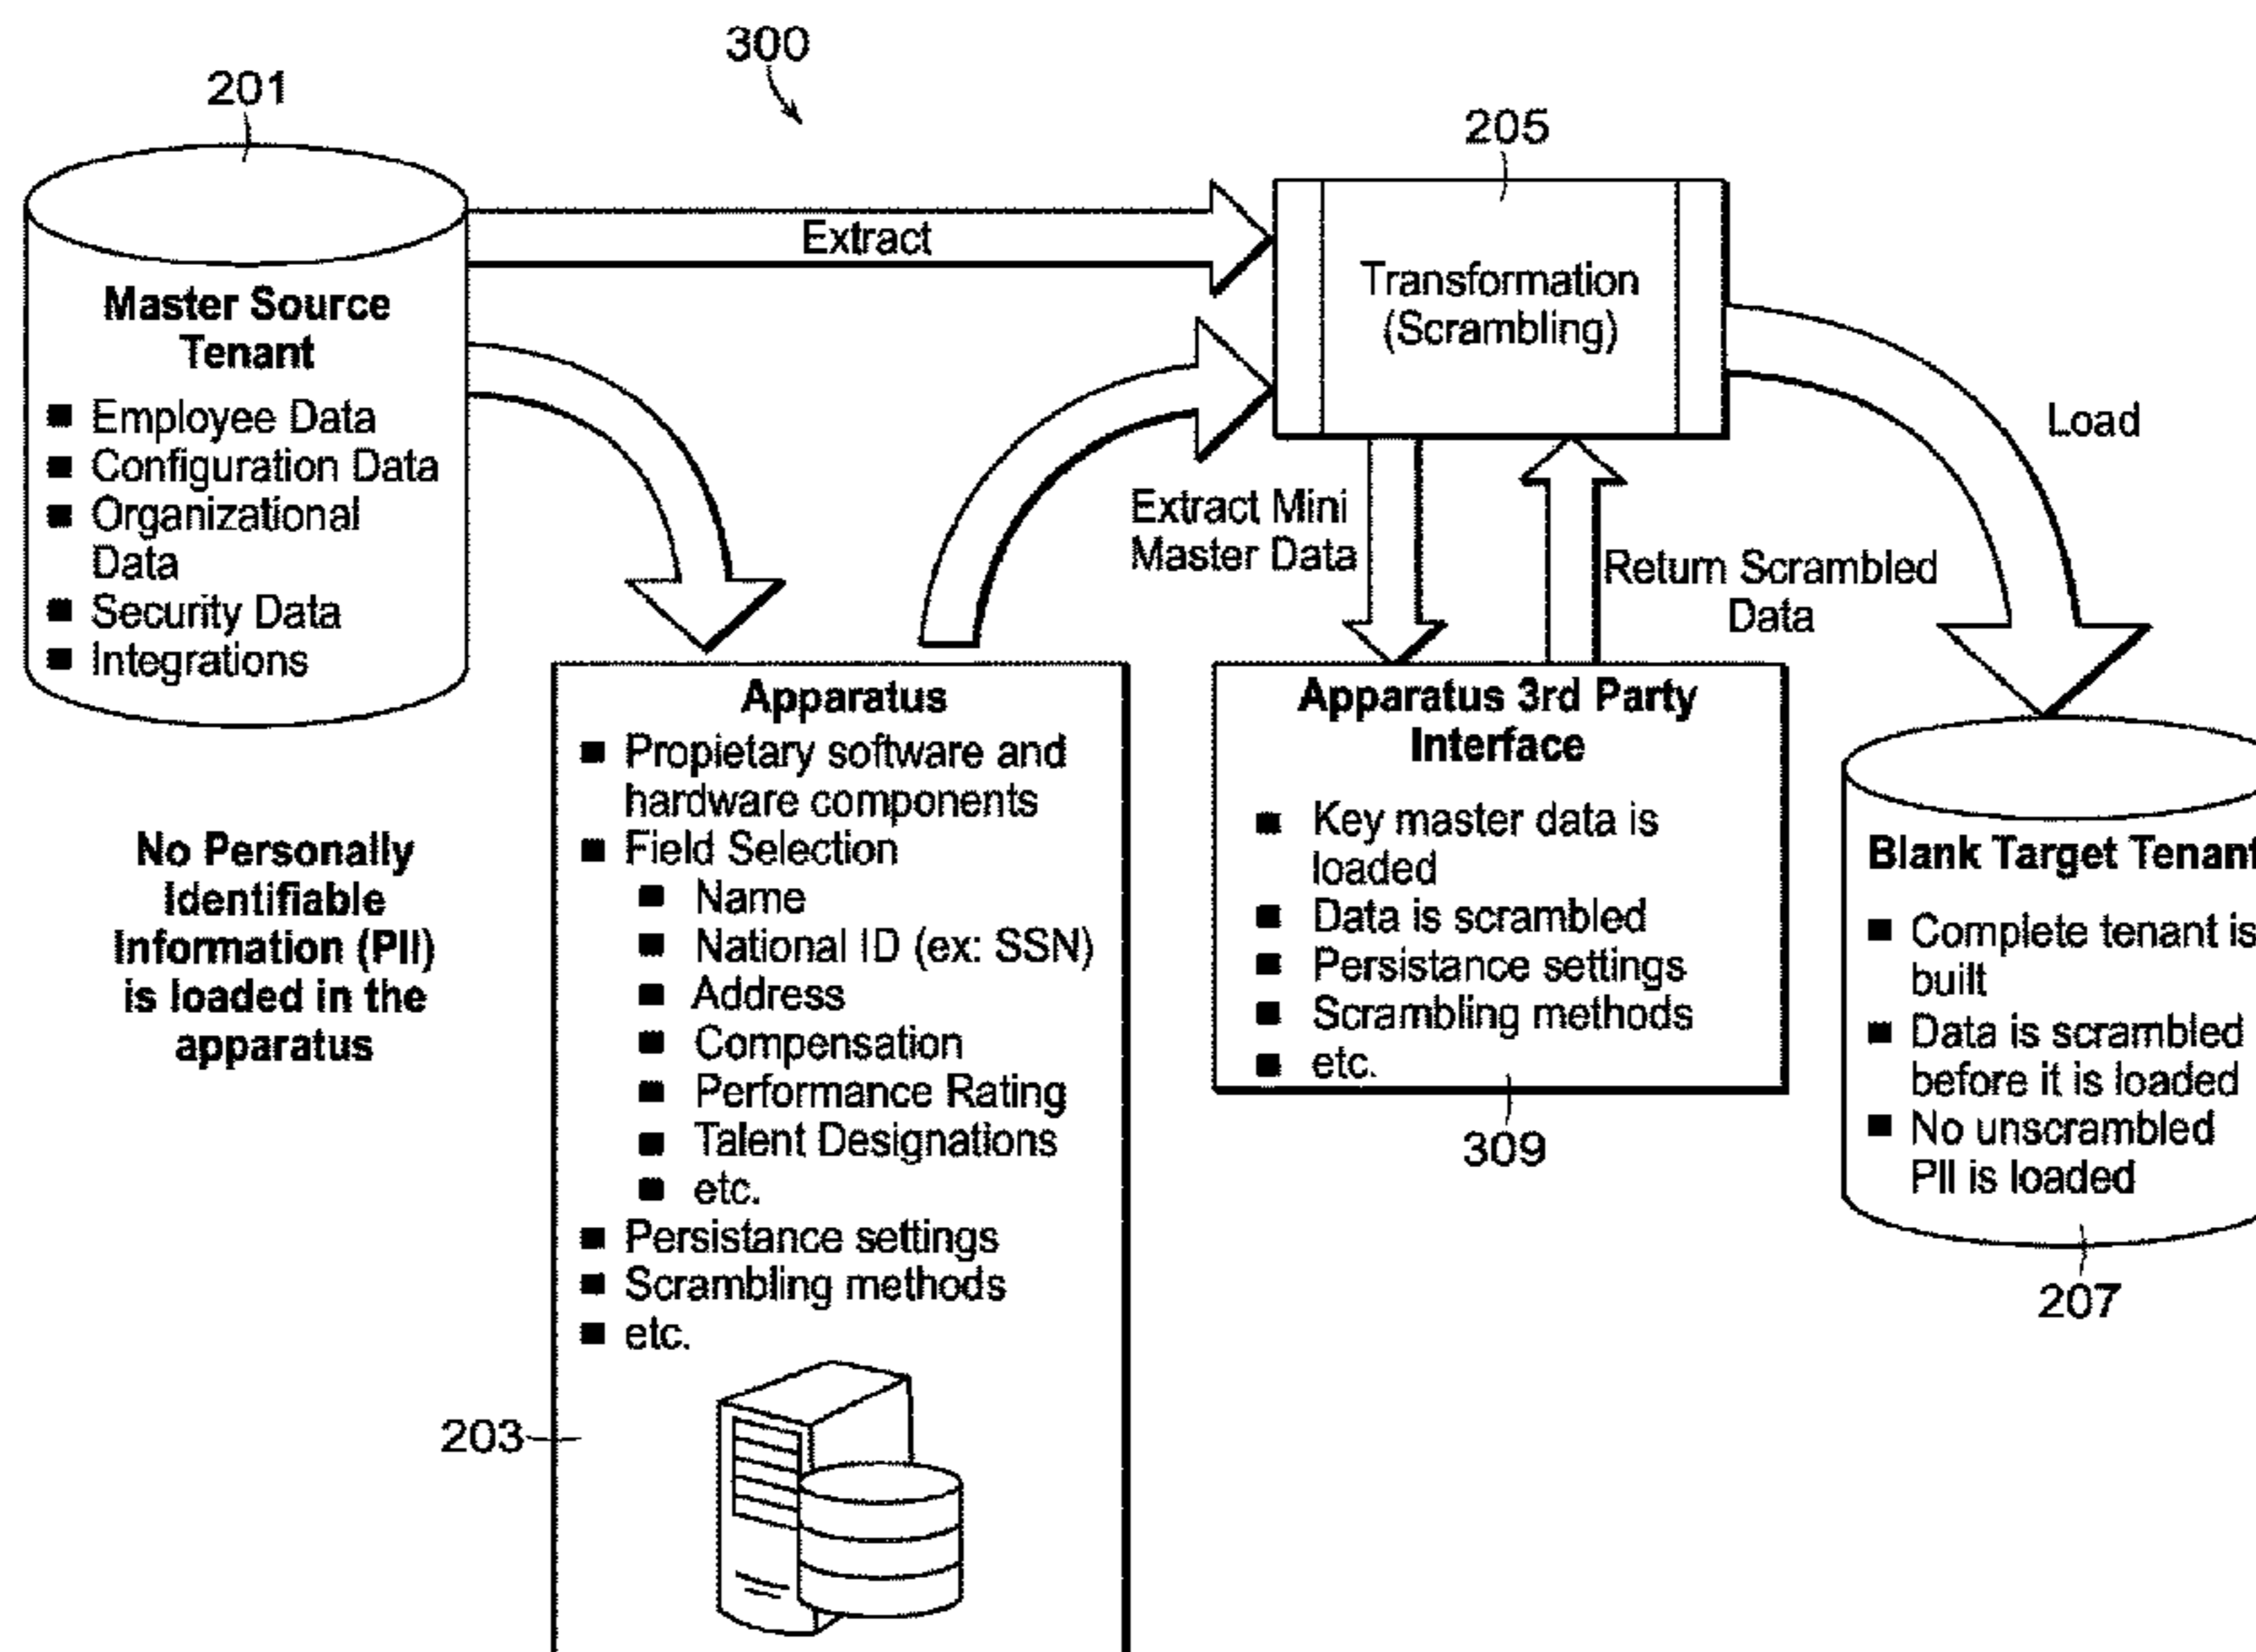 300
201
205
Extract
Transformation
(Scrambling)
Master Source
Tenant
■ Employee Data
■ Configuration Data
■ Organizational
Data
■ Security Data
■ Integrations
Load
Extract Mini
Master Data
Return Scrambled
Data
No Personally
Identifiable
Information (PII)
is loaded in the
apparatus
Apparatus
■ Propietary software and
hardware components
■ Field Selection
■ Name
■ National ID (ex: SSN)
■ Address
■ Compensation
■ Performance Rating
■ Talent Designations
■ etc.
■ Persistance settings
■ Scrambling methods
■ etc.
203
Apparatus 3rd Party
Interface
■ Key master data is
loaded
■ Data is scrambled
■ Persistance settings
■ Scrambling methods
■ etc.
309
Blank Target Tenant
■ Complete tenant is
built
■ Data is scrambled
before it is loaded
■ No unscrambled
PII is loaded
207